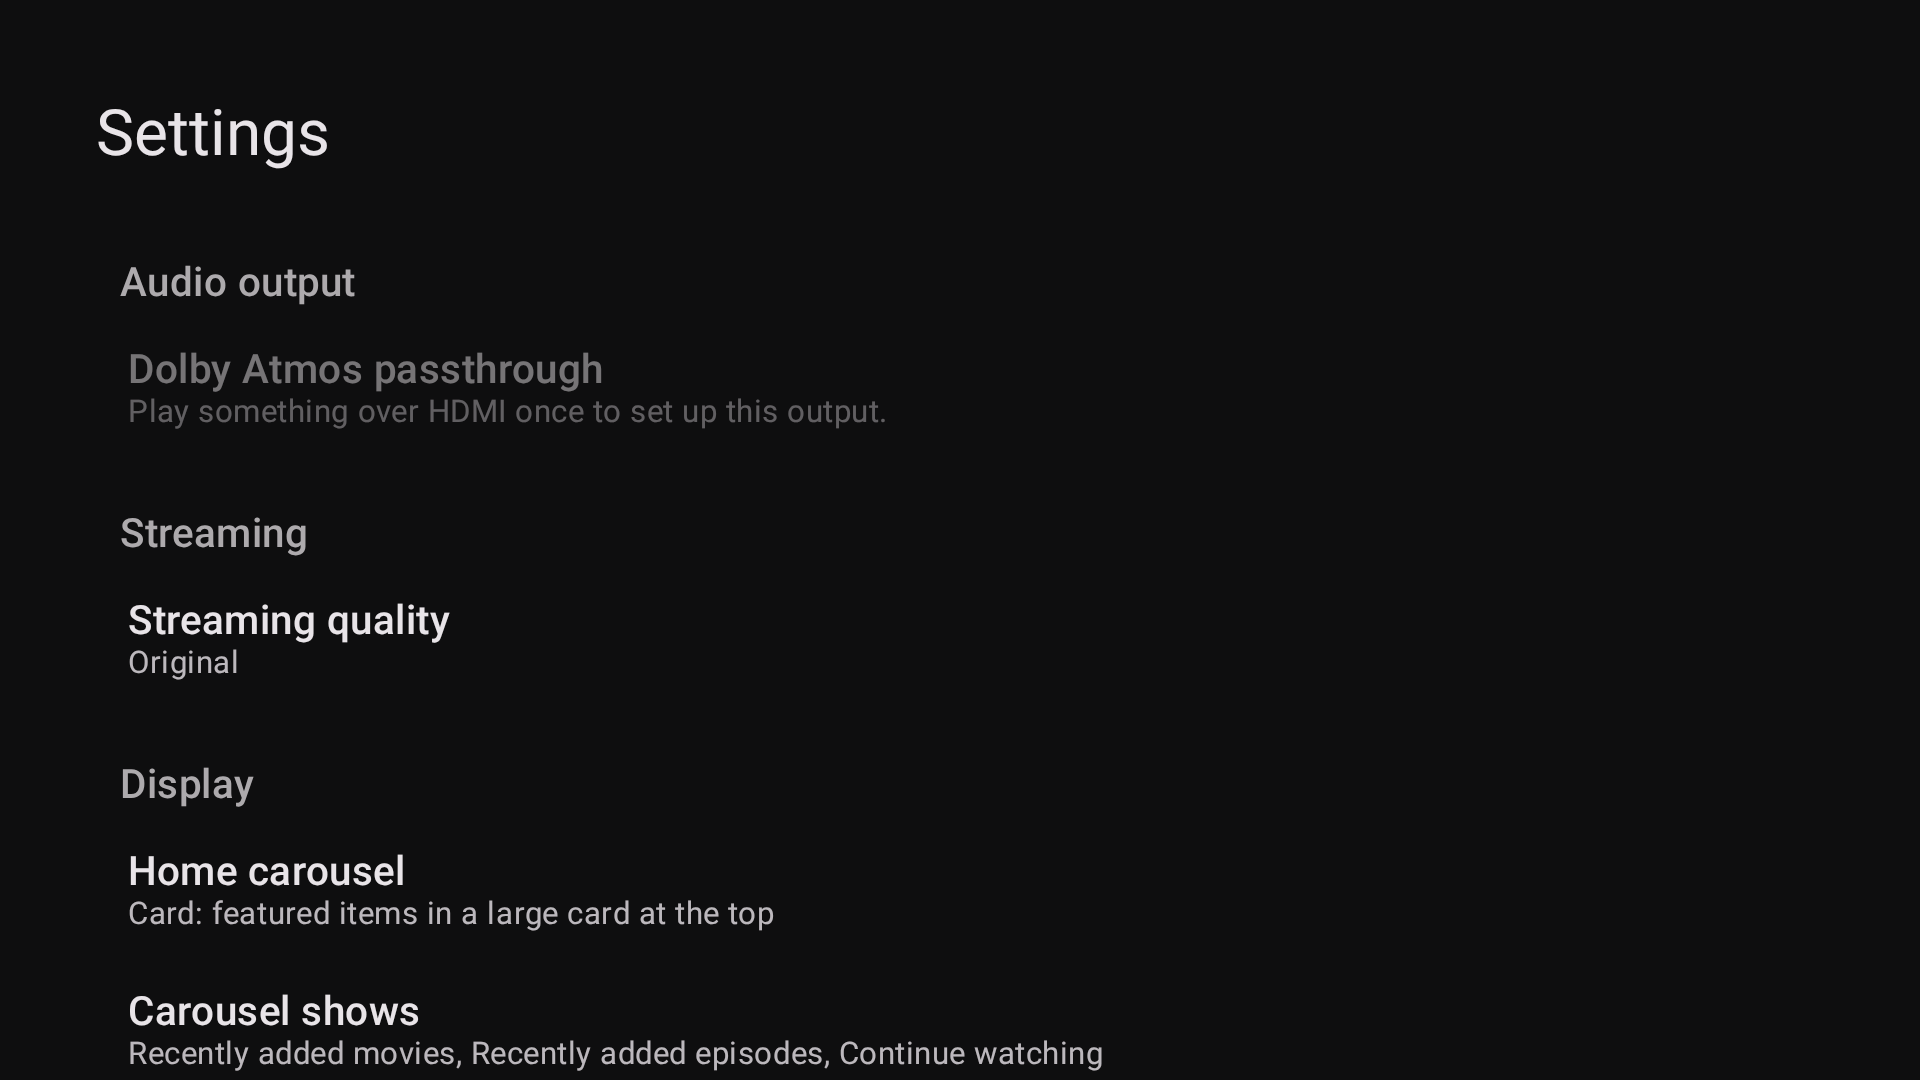 Settings
Audio output
Dolby Atmos passthrough
Play something over HDMI once to set up this output.
Streaming
Streaming quality
Original
Display
Home carousel
Card: featured items in a large card at the top
Carousel shows
Recently added movies, Recently added episodes, Continue watching